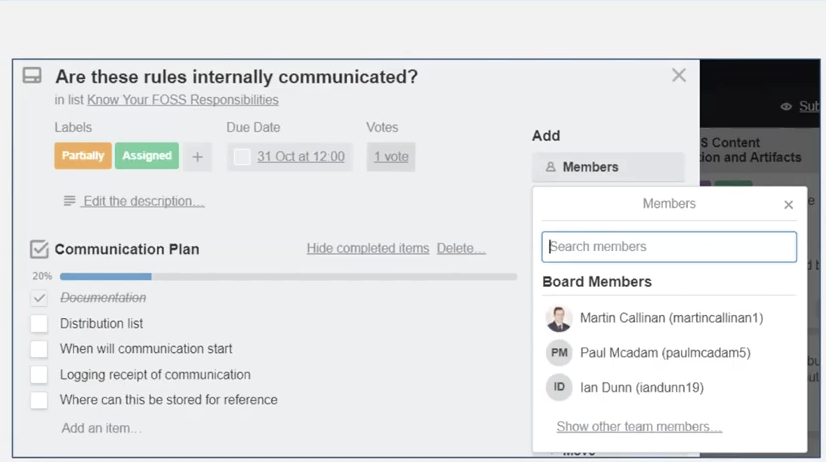 Are these rules internally communicated?
in list Know Your FOSS Responsibilities
Labels
Due Date
Votes
Partially
Assigned
+
31 Oct at 12:00
1 vote
Edit the description…
Communication Plan
Hide completed items
Delete…
20%
Documentation
Distribution list
When will communication start
Logging receipt of communication
Where can this be stored for reference
Add an item…
Add
Members
Members
Search members
Board Members
Martin Callinan (martincallinan1)
PM
Paul Mcadam (paulmcadam5)
ID
Ian Dunn (iandunn19)
Show other team members…
Move
Sub
S Content
ion and Artifacts